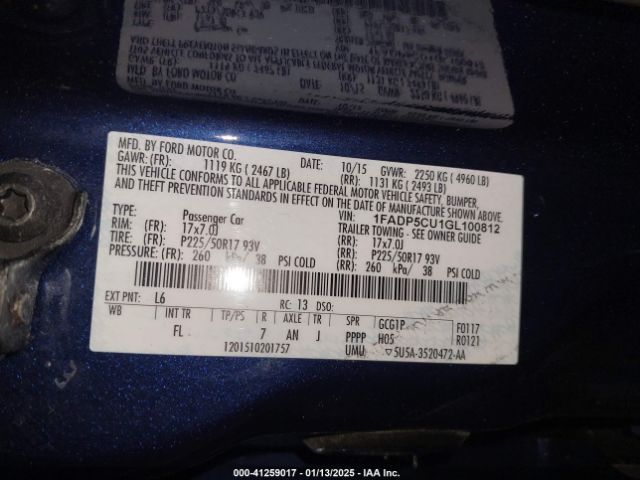 MFD. BY FORD MOTOR CO.
DATE: 10/15 GVWR: 2250 KG ( 4960 LB)
GAWR: (FR): 1119 KG ( 2467 LB) (RR): 1131 KG ( 2493 LB)
THIS VEHICLE CONFORMS TO ALL APPLICABLE FEDERAL MOTOR VEHICLE SAFETY, BUMPER,
AND THEFT PREVENTION STANDARDS IN EFFECT ON THE DATE OF MANUFACTURE SHOWN ABOVE.
VIN: 1FADP5CU1GL100812
TYPE: Passenger Car TRAILER TOWING - SEE OWNER GUIDE
RIM: (FR): 17x7.0J (RR): 17x7.0J
TIRE: (FR): P225/50R17 93V (RR): P225/50R17 93V
PRESSURE: (FR): 260 kPa/ 38 PSI COLD (RR): 260 kPa/ 38 PSI COLD
EXT PNT: L6 RC: 13 DSO:
WB INT TR TP/PS R AXLE TR SPR GCG1P F0117
FL 7 AN J PPPP H05 R0121
1201510201757 UMU ▽5U5A-3520472-AA
000-41259017 - 01/13/2025 - IAA Inc.